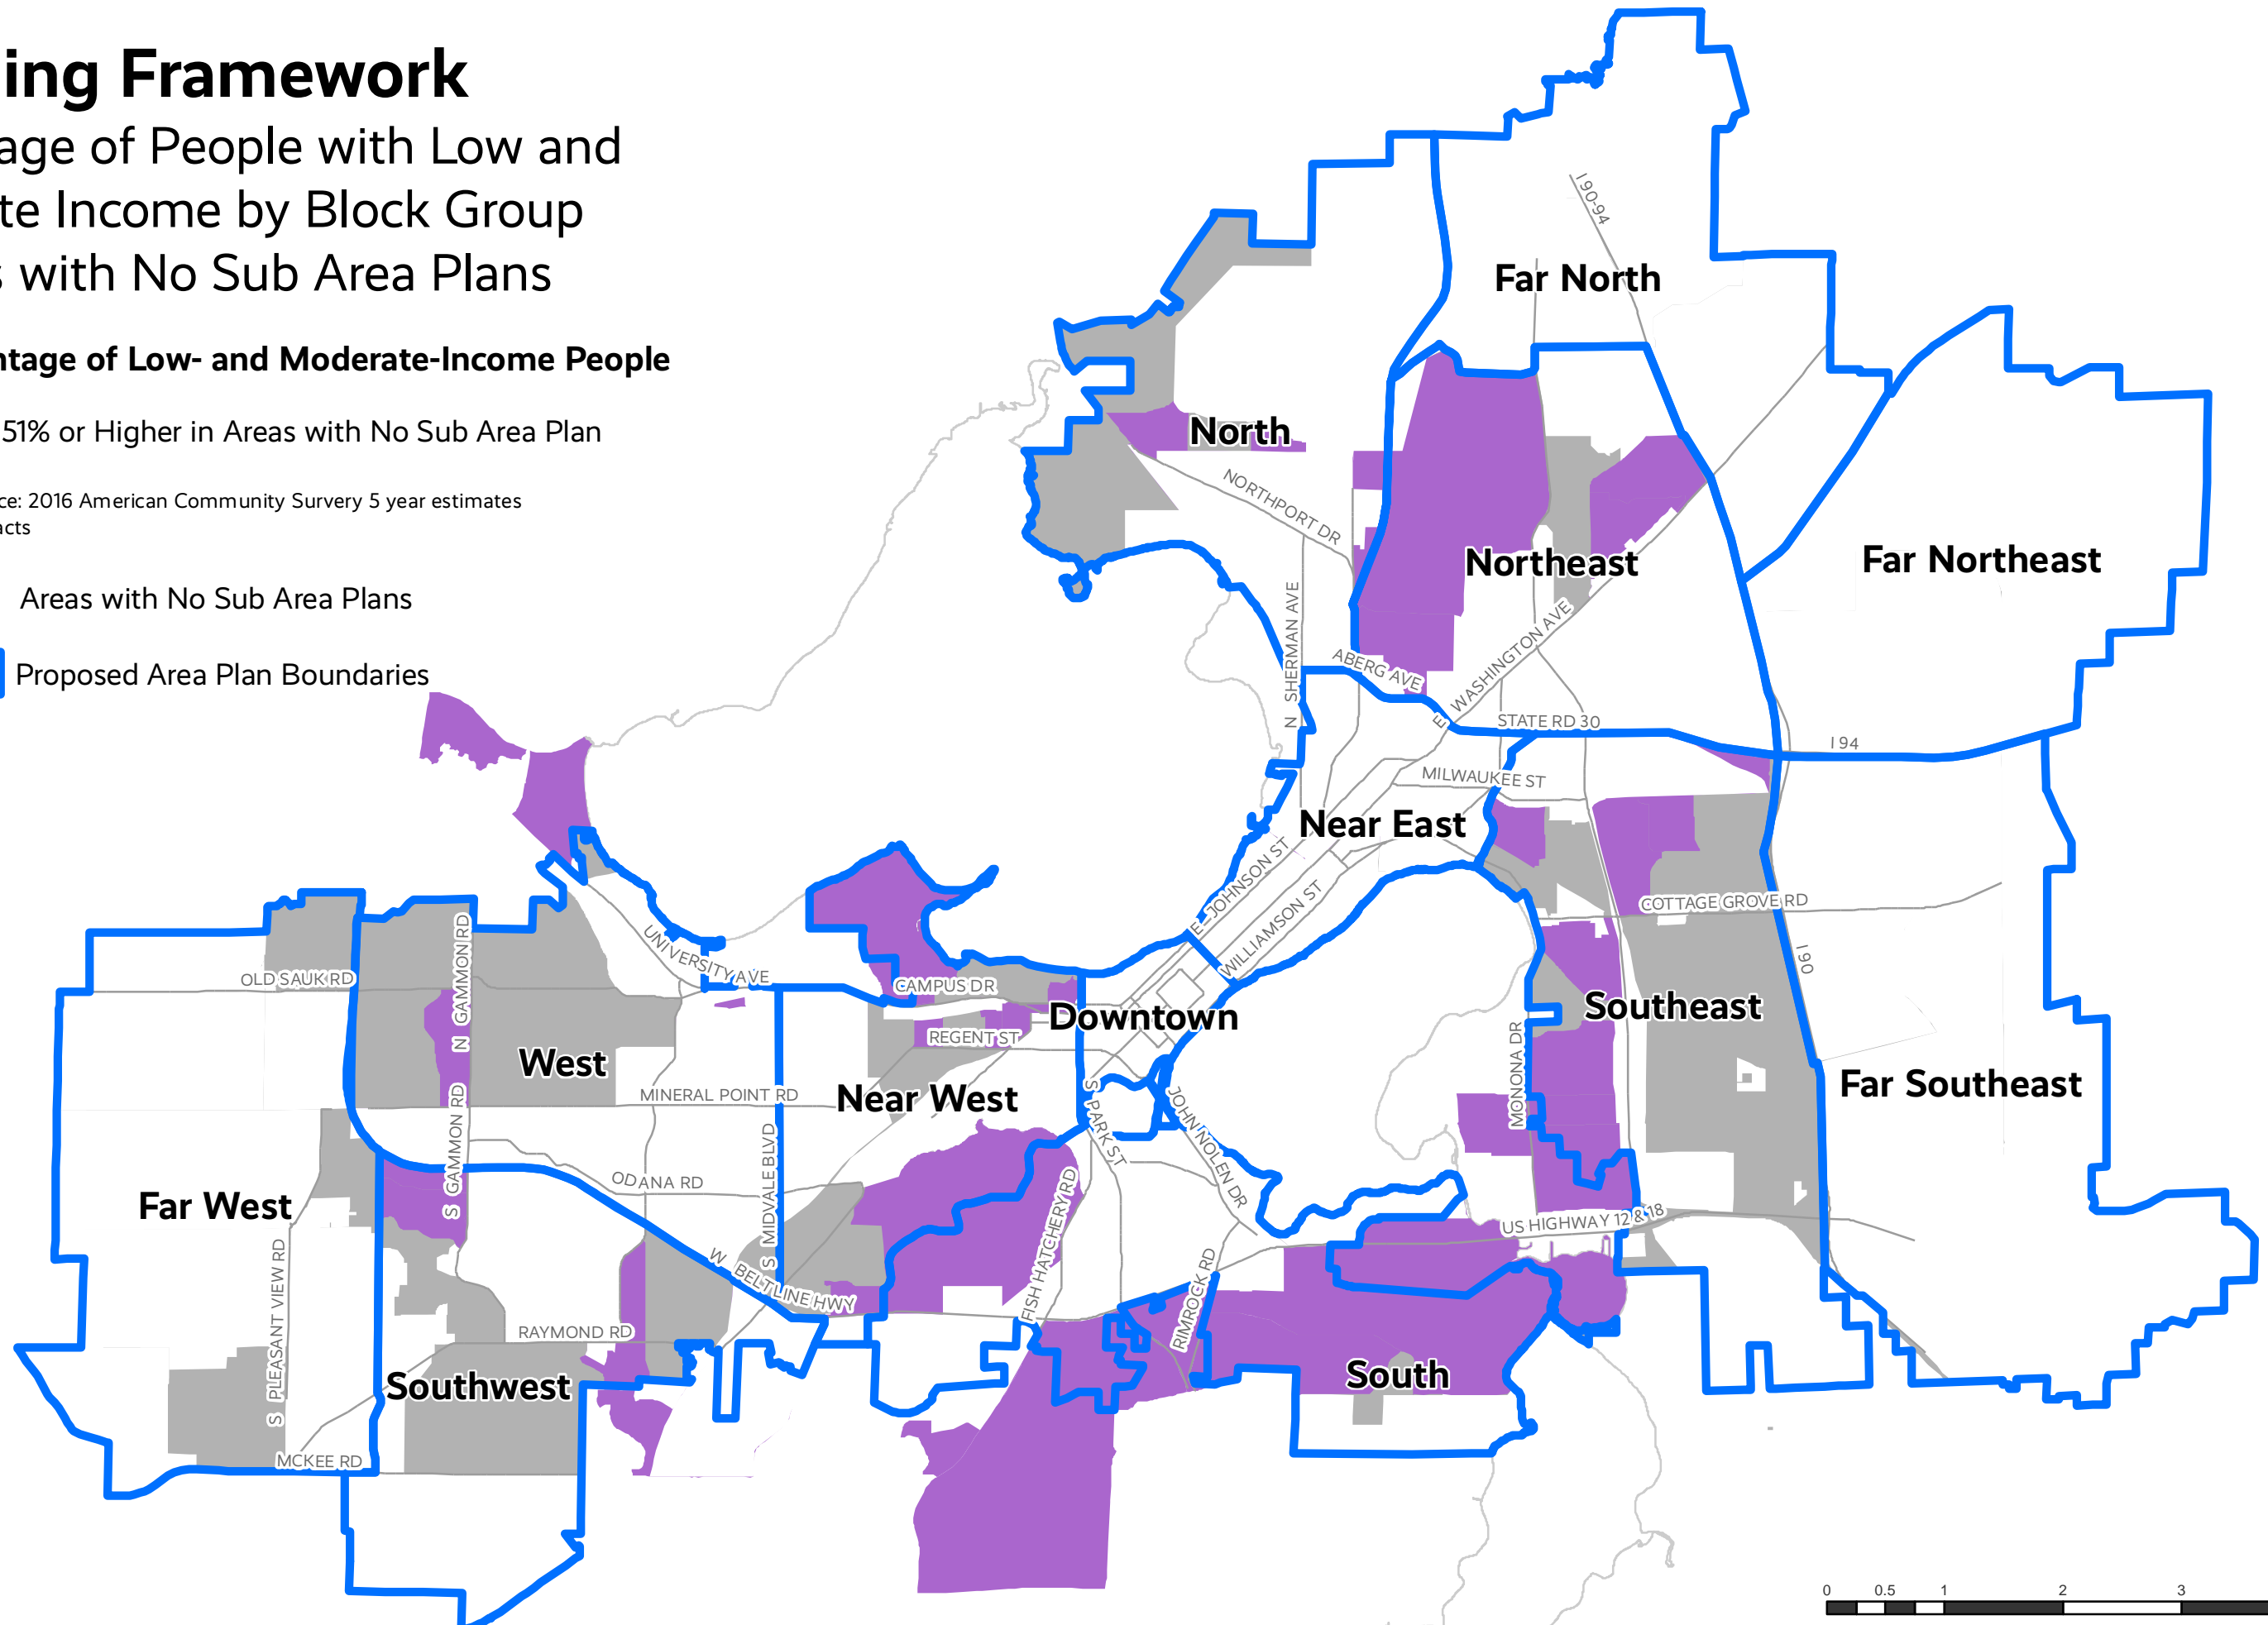 ing Framework
age of People with Low and
te Income by Block Group
s with No Sub Area Plans
ntage of Low- and Moderate-Income People
51% or Higher in Areas with No Sub Area Plan
ce: 2016 American Community Survery 5 year estimates
acts
Areas with No Sub Area Plans
Proposed Area Plan Boundaries
I 90-94
Far North
North
NORTHPORT DR
Northeast
Far Northeast
N SHERMAN AVE
ABERG AVE
E WASHINGTON AVE
STATE RD 30
I 94
MILWAUKEE ST
Near East
E JOHNSON ST
WILLIAMSON ST
COTTAGE GROVE RD
I 90
UNIVERSITY AVE
OLD SAUK RD
N GAMMON RD
CAMPUS DR
Downtown
REGENT ST
Southeast
MONONA DR
West
MINERAL POINT RD
Near West
Far Southeast
S PARK ST
JOHN NOLEN DR
S GAMMON RD
S MIDVALE BLVD
ODANA RD
Far West
FISH HATCHERY RD
US HIGHWAY 12 & 18
S PLEASANT VIEW RD
W BELTLINE HWY
RIMROCK RD
RAYMOND RD
Southwest
South
MCKEE RD
0 0.5 1 2 3